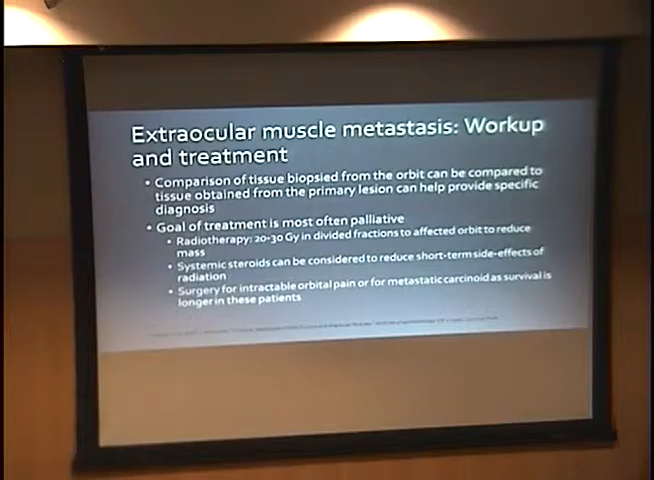 Extraocular muscle metastasis: Workup
and treatment
• Comparison of tissue biopsied from the orbit can be compared to
tissue obtained from the primary lesion can help provide specific
diagnosis
• Goal of treatment is most often palliative
• Radiotherapy: 20-30 Gy in divided fractions to affected orbit to reduce
mass
• Systemic steroids can be considered to reduce short-term side-effects of
radiation
• Surgery for intractable orbital pain or for metastatic carcinoid as survival is
longer in these patients